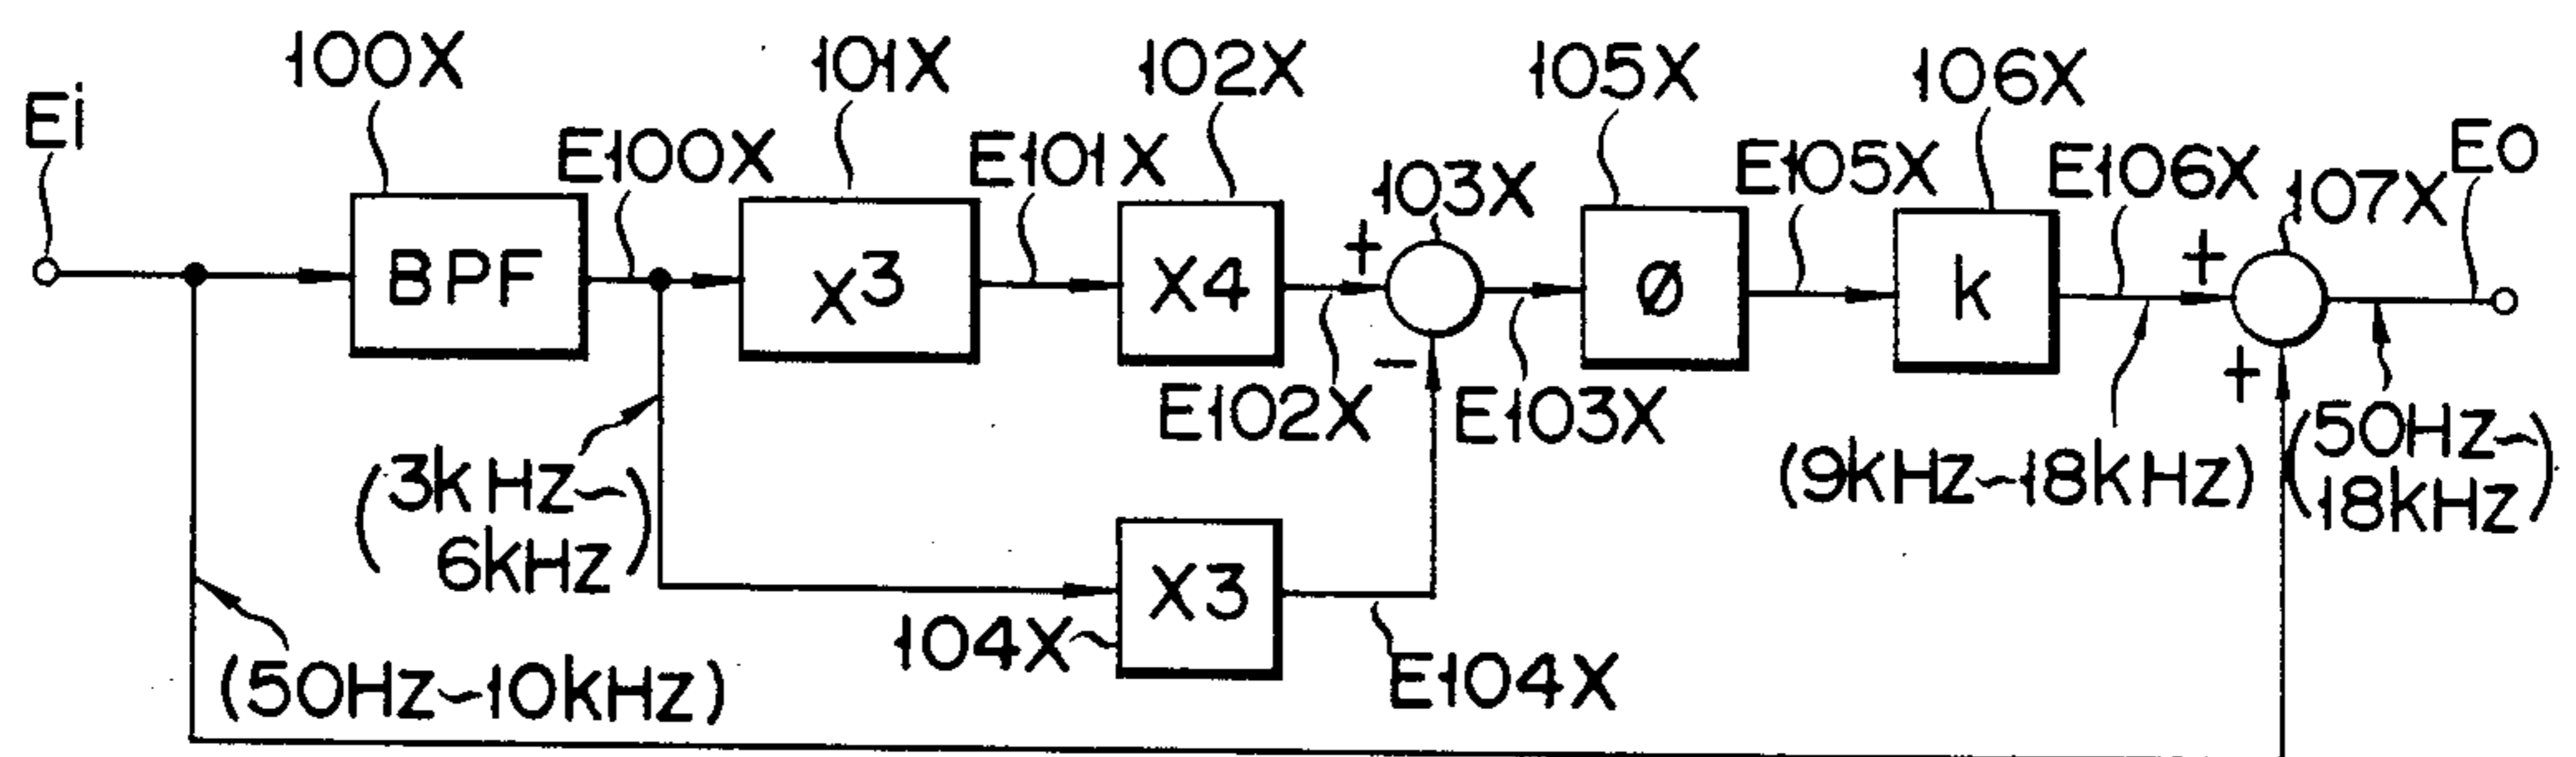 100X
101X
102X
105X
106X
Ei
E100X
E101X
103X
E105X
E106X
107X
Eo
BPF
x³
X4
+
-
Ø
k
+
+
E102X
E103X
(3kHz~
6kHz)
(9kHz~18kHz)
(50Hz~
18kHz)
X3
104X
E104X
(50Hz~10kHz)